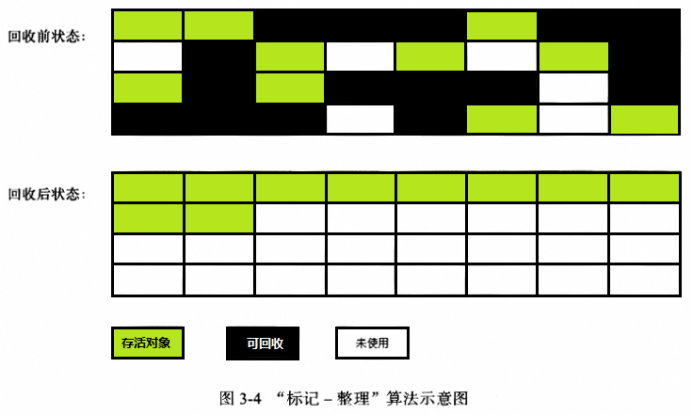 回收前状态：
回收后状态：
存活对象
可回收
未使用
图 3-4 “标记 – 整理”算法示意图